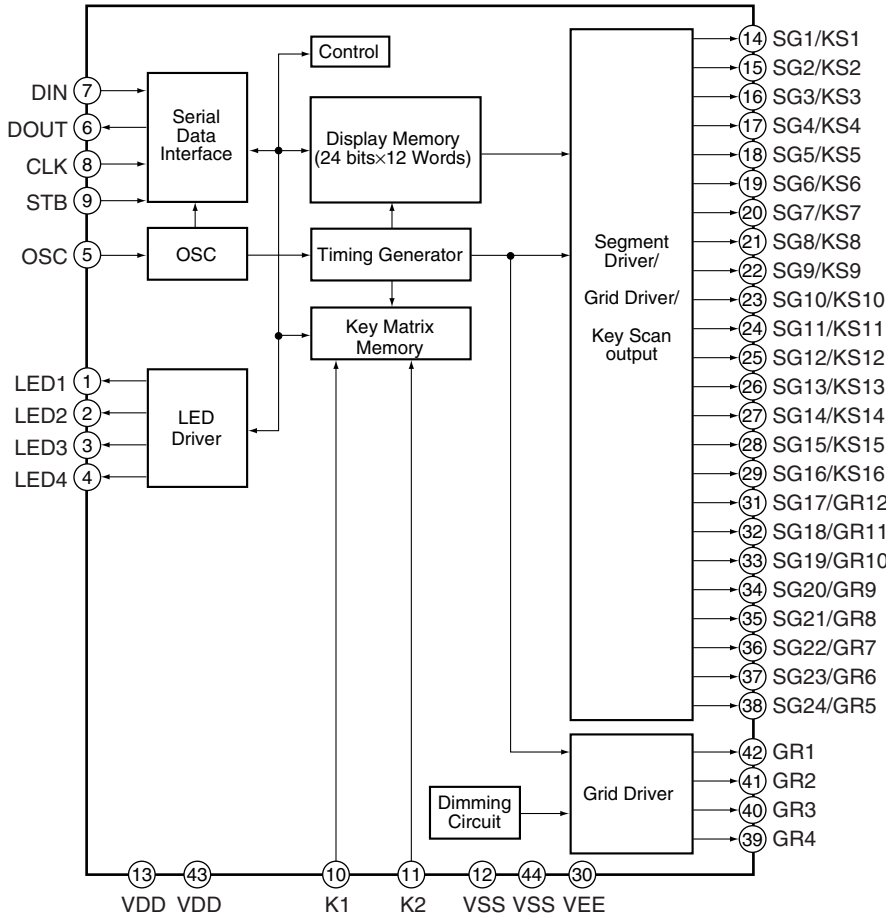 DIN 7
DOUT 6
CLK 8
STB 9
OSC 5
LED1 1
LED2 2
LED3 3
LED4 4
Serial
Data
Interface
OSC
LED
Driver
Control
Display Memory
(24 bits×12 Words)
Timing Generator
Key Matrix
Memory
Segment
Driver/
Grid Driver/
Key Scan
output
Dimming
Circuit
Grid Driver
14 SG1/KS1
15 SG2/KS2
16 SG3/KS3
17 SG4/KS4
18 SG5/KS5
19 SG6/KS6
20 SG7/KS7
21 SG8/KS8
22 SG9/KS9
23 SG10/KS10
24 SG11/KS11
25 SG12/KS12
26 SG13/KS13
27 SG14/KS14
28 SG15/KS15
29 SG16/KS16
31 SG17/GR12
32 SG18/GR11
33 SG19/GR10
34 SG20/GR9
35 SG21/GR8
36 SG22/GR7
37 SG23/GR6
38 SG24/GR5
42 GR1
41 GR2
40 GR3
39 GR4
13 43 10 11 12 44 30
VDD VDD K1 K2 VSS VSS VEE